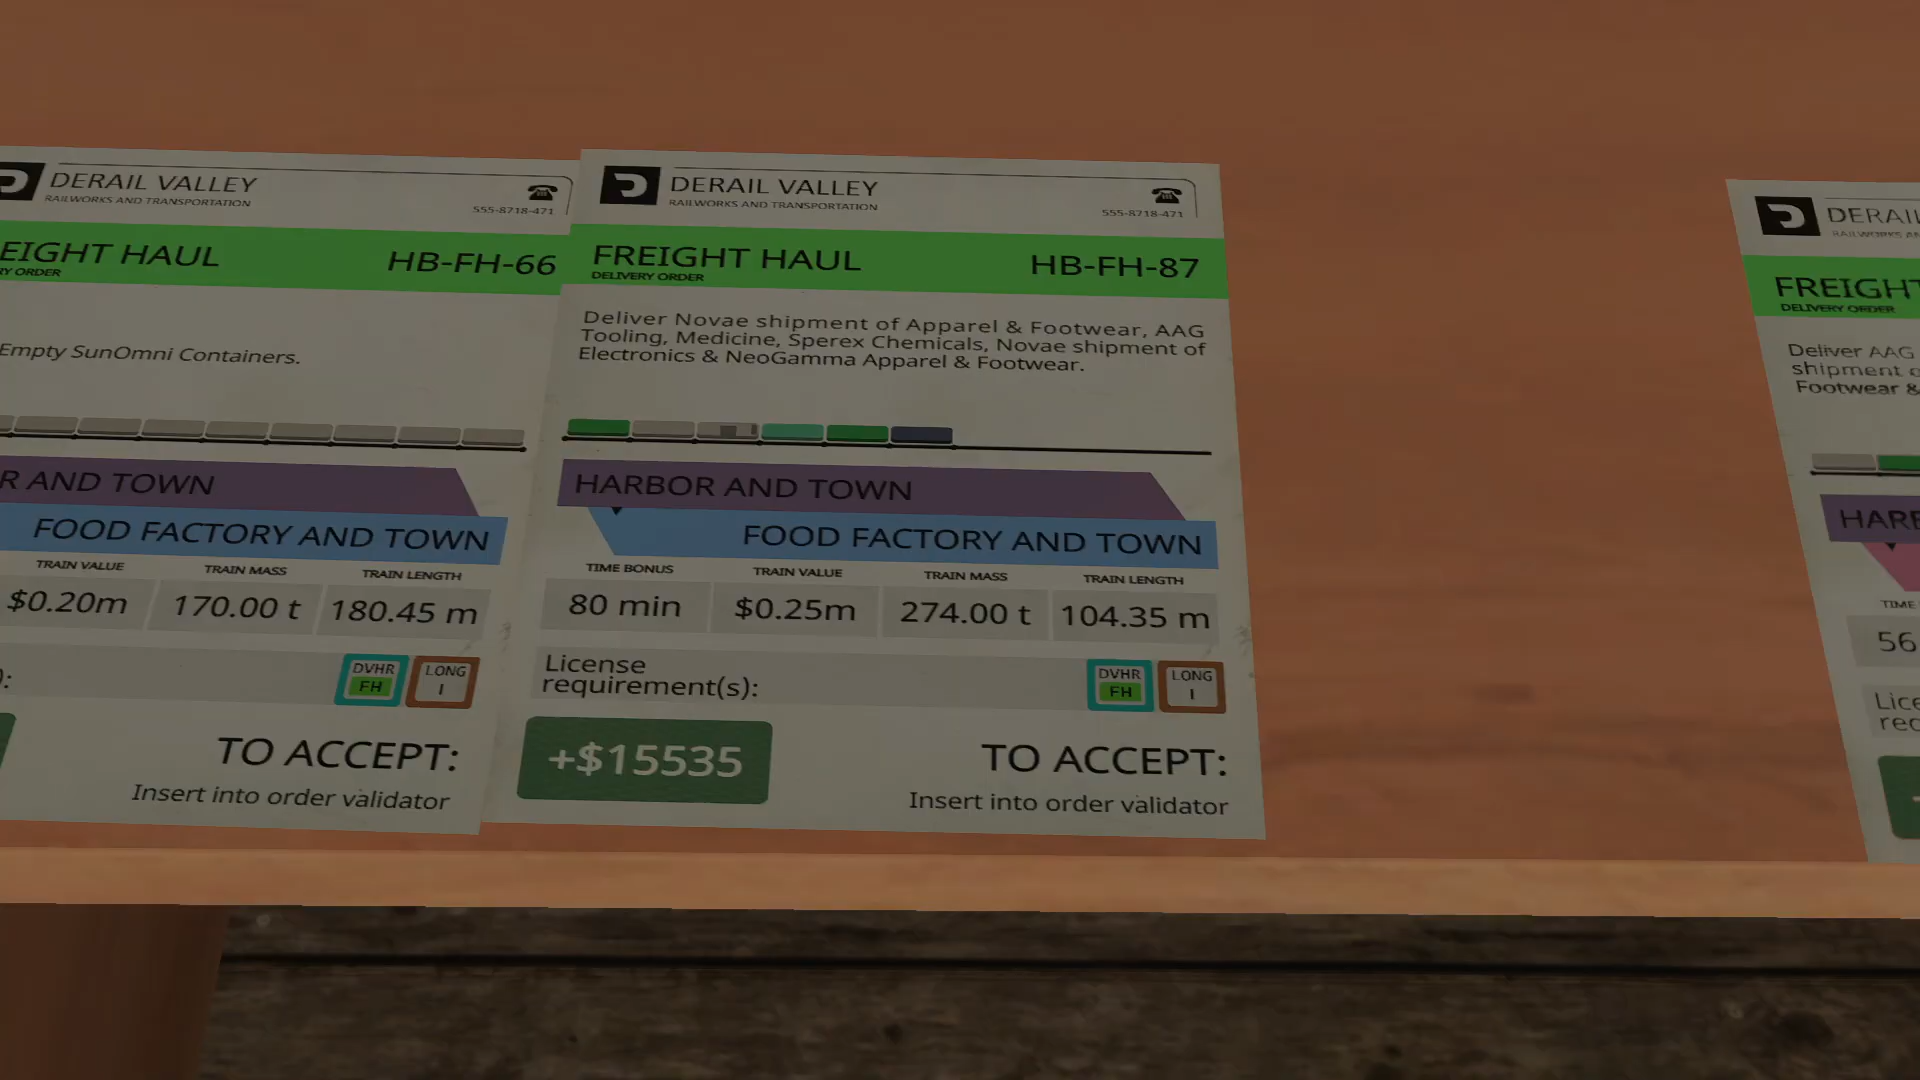 DERAIL VALLEY
RAILWORKS AND TRANSPORTATION
555-8718-471
EIGHT HAUL
HB-FH-66
RY ORDER
Empty SunOmni Containers.
R AND TOWN
FOOD FACTORY AND TOWN
TRAIN VALUE TRAIN MASS TRAIN LENGTH
$0.20m 170.00 t 180.45 m
):
DVHR
FH
LONG
I
TO ACCEPT:
Insert into order validator
DERAIL VALLEY
RAILWORKS AND TRANSPORTATION
555-8718-471
FREIGHT HAUL
HB-FH-87
DELIVERY ORDER
Deliver Novae shipment of Apparel & Footwear, AAG
Tooling, Medicine, Sperex Chemicals, Novae shipment of
Electronics & NeoGamma Apparel & Footwear.
HARBOR AND TOWN
FOOD FACTORY AND TOWN
TIME BONUS TRAIN VALUE TRAIN MASS TRAIN LENGTH
80 min $0.25m 274.00 t 104.35 m
License
requirement(s):
DVHR
FH
LONG
I
+$15535
TO ACCEPT:
Insert into order validator
DERAIL
RAILWORKS AN
FREIGHT
DELIVERY ORDER
Deliver AAG
shipment o
Footwear &
HARB
TIME
56
Lice
req